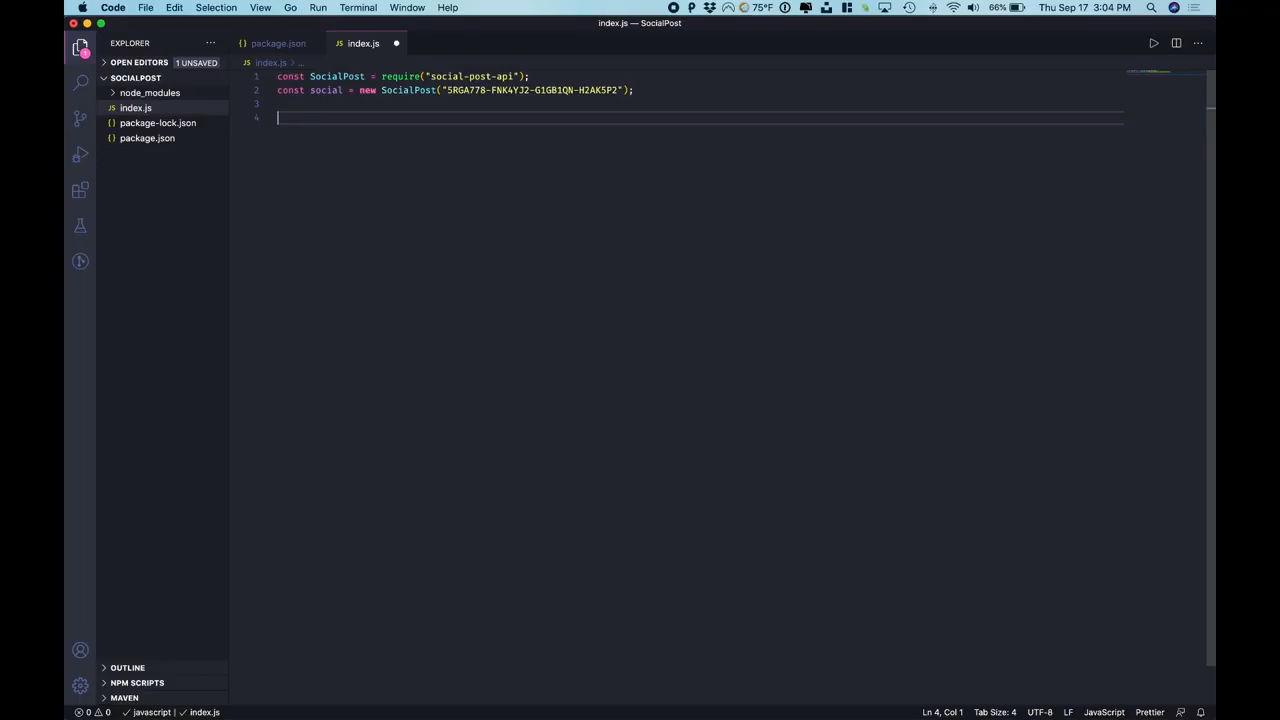 Code File Edit Selection View Go Run Terminal Window Help 75°F 66% Thu Sep 17 3:04 PM
index.js — SocialPost
EXPLORER
{} package.json JS index.js
OPEN EDITORS 1 UNSAVED
JS index.js > ...
SOCIALPOST
node_modules
JS index.js
{} package-lock.json
{} package.json
1
1 const SocialPost = require("social-post-api");
2 const social = new SocialPost("5RGA778-FNK4YJ2-G1GB1QN-H2AK5P2");
3
4
OUTLINE
NPM SCRIPTS
MAVEN
0 0 javascript | index.js Ln 4, Col 1 Tab Size: 4 UTF-8 LF JavaScript Prettier